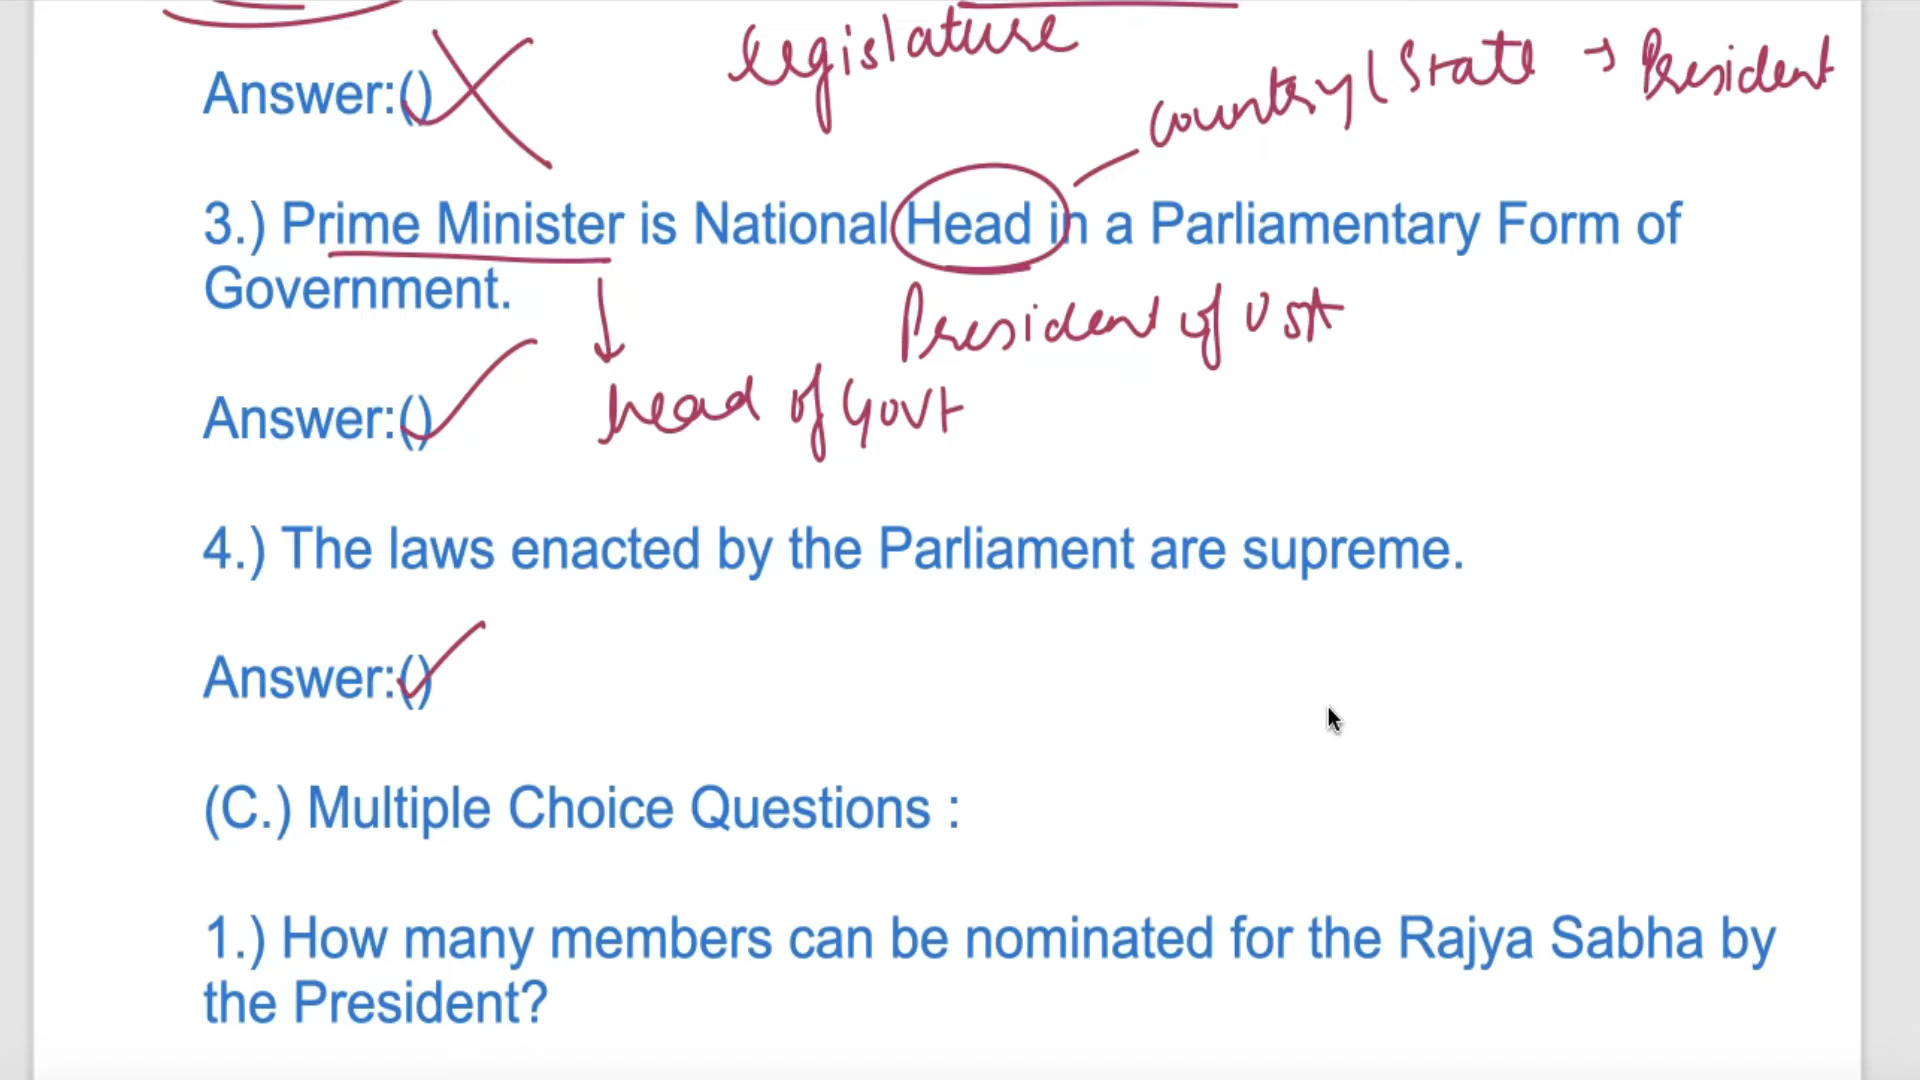 legislature
Country/State → President
Answer:()
3.) Prime Minister is National Head in a Parliamentary Form of
Government.
President of USA
head of Govt
Answer:()
4.) The laws enacted by the Parliament are supreme.
Answer:()
(C.) Multiple Choice Questions :
1.) How many members can be nominated for the Rajya Sabha by
the President?